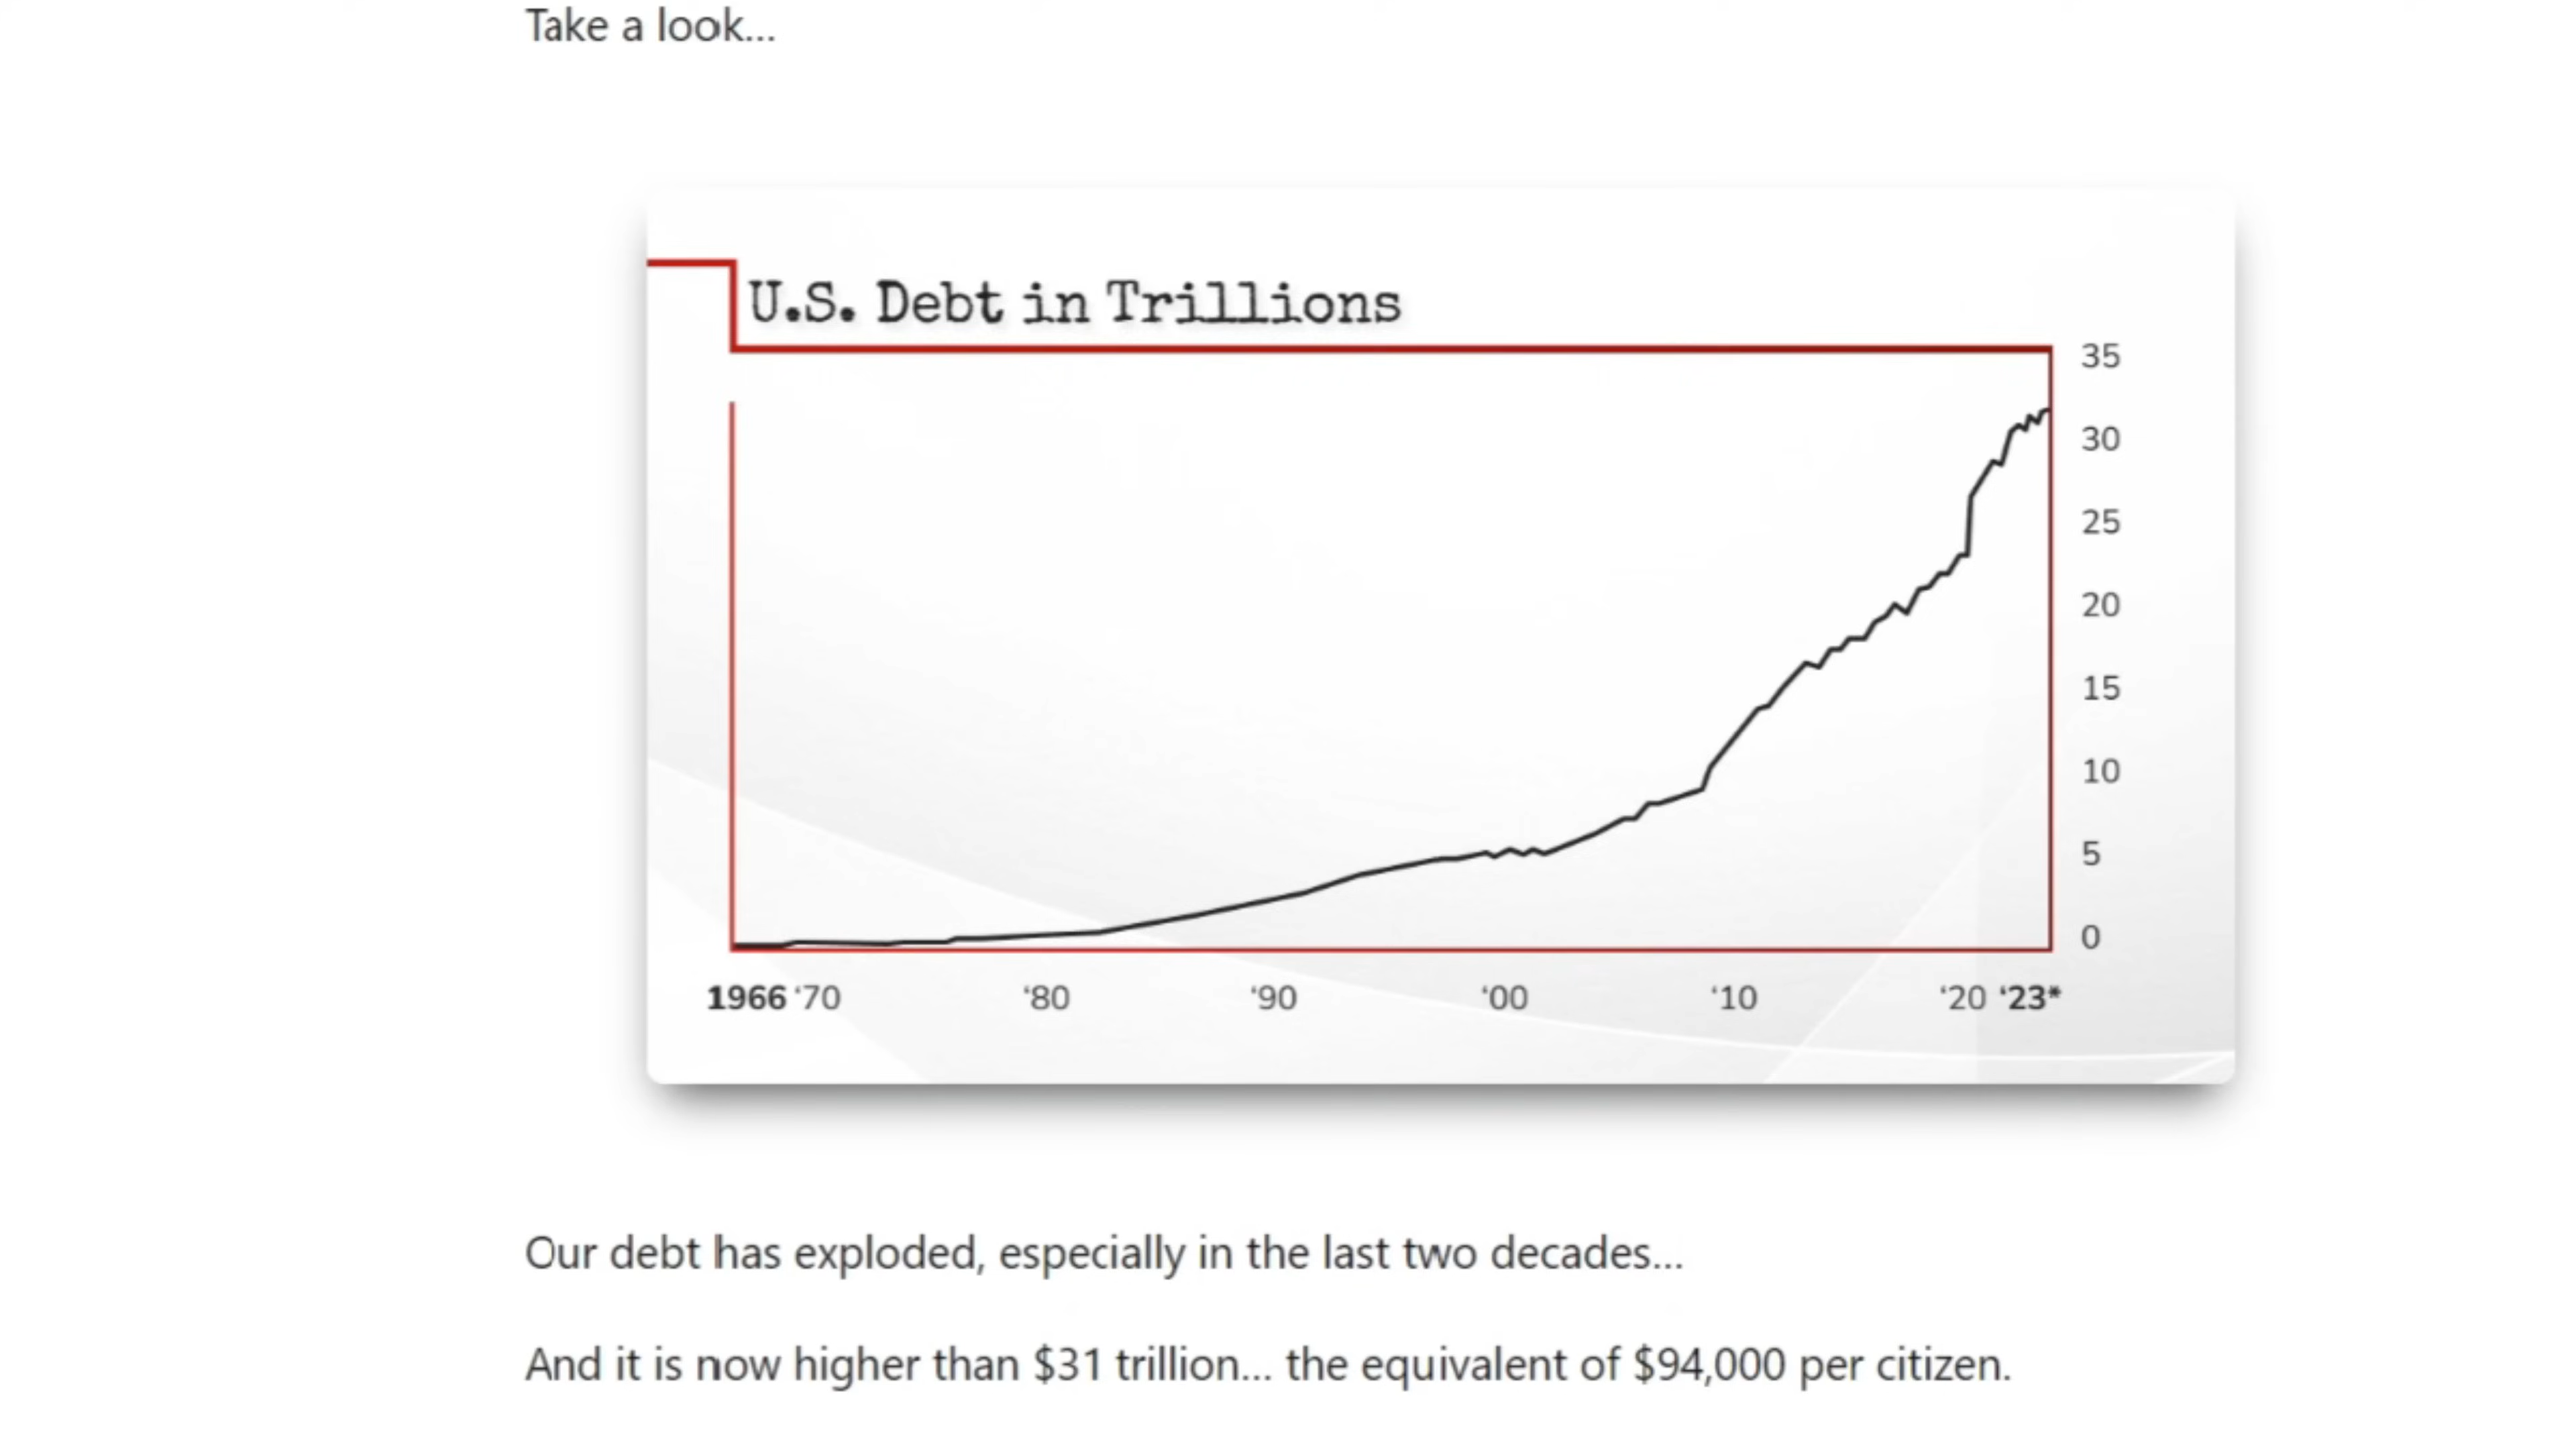 Take a look...
U.S. Debt in Trillions
35
30
25
20
15
10
5
0
1966 ‘70 ‘80 ‘90 ‘00 ‘10 ‘20 ‘23*
Our debt has exploded, especially in the last two decades...
And it is now higher than $31 trillion... the equivalent of $94,000 per citizen.